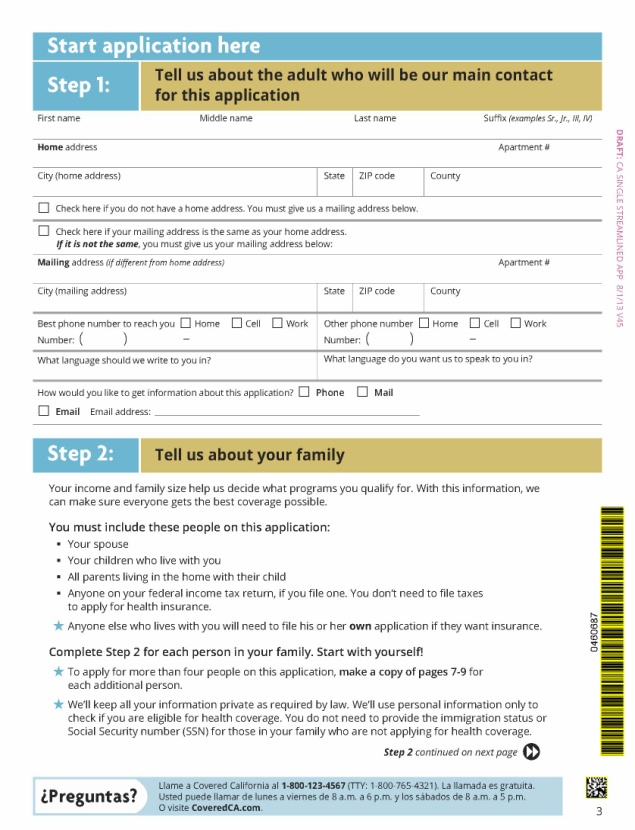 Start application here
Step 1:
Tell us about the adult who will be our main contact
for this application
First name Middle name Last name Suffix (examples Sr., Jr., III, IV)
Home address Apartment #
City (home address) State ZIP code County
Check here if you do not have a home address. You must give us a mailing address below.
Check here if your mailing address is the same as your home address.
If it is not the same, you must give us your mailing address below:
Mailing address (if different from home address) Apartment #
City (mailing address) State ZIP code County
Best phone number to reach you Home Cell Work Other phone number Home Cell Work
Number: ( ) – Number: ( ) –
What language should we write to you in? What language do you want us to speak to you in?
How would you like to get information about this application? Phone Mail
Email Email address:
DRAFT: CA SINGLE STREAMLINED APP 8/1/13 V45
Step 2:
Tell us about your family
Your income and family size help us decide what programs you qualify for. With this information, we
can make sure everyone gets the best coverage possible.
You must include these people on this application:
▪ Your spouse
▪ Your children who live with you
▪ All parents living in the home with their child
▪ Anyone on your federal income tax return, if you file one. You don't need to file taxes
to apply for health insurance.
★ Anyone else who lives with you will need to file his or her own application if they want insurance.
Complete Step 2 for each person in your family. Start with yourself!
★ To apply for more than four people on this application, make a copy of pages 7-9 for
each additional person.
★ We'll keep all your information private as required by law. We'll use personal information only to
check if you are eligible for health coverage. You do not need to provide the immigration status or
Social Security number (SSN) for those in your family who are not applying for health coverage.
Step 2 continued on next page
0460687
¿Preguntas?
Llame a Covered California al 1-800-123-4567 (TTY: 1-800-765-4321). La llamada es gratuita.
Usted puede llamar de lunes a viernes de 8 a.m. a 6 p.m. y los sábados de 8 a.m. a 5 p.m.
O visite CoveredCA.com.
3